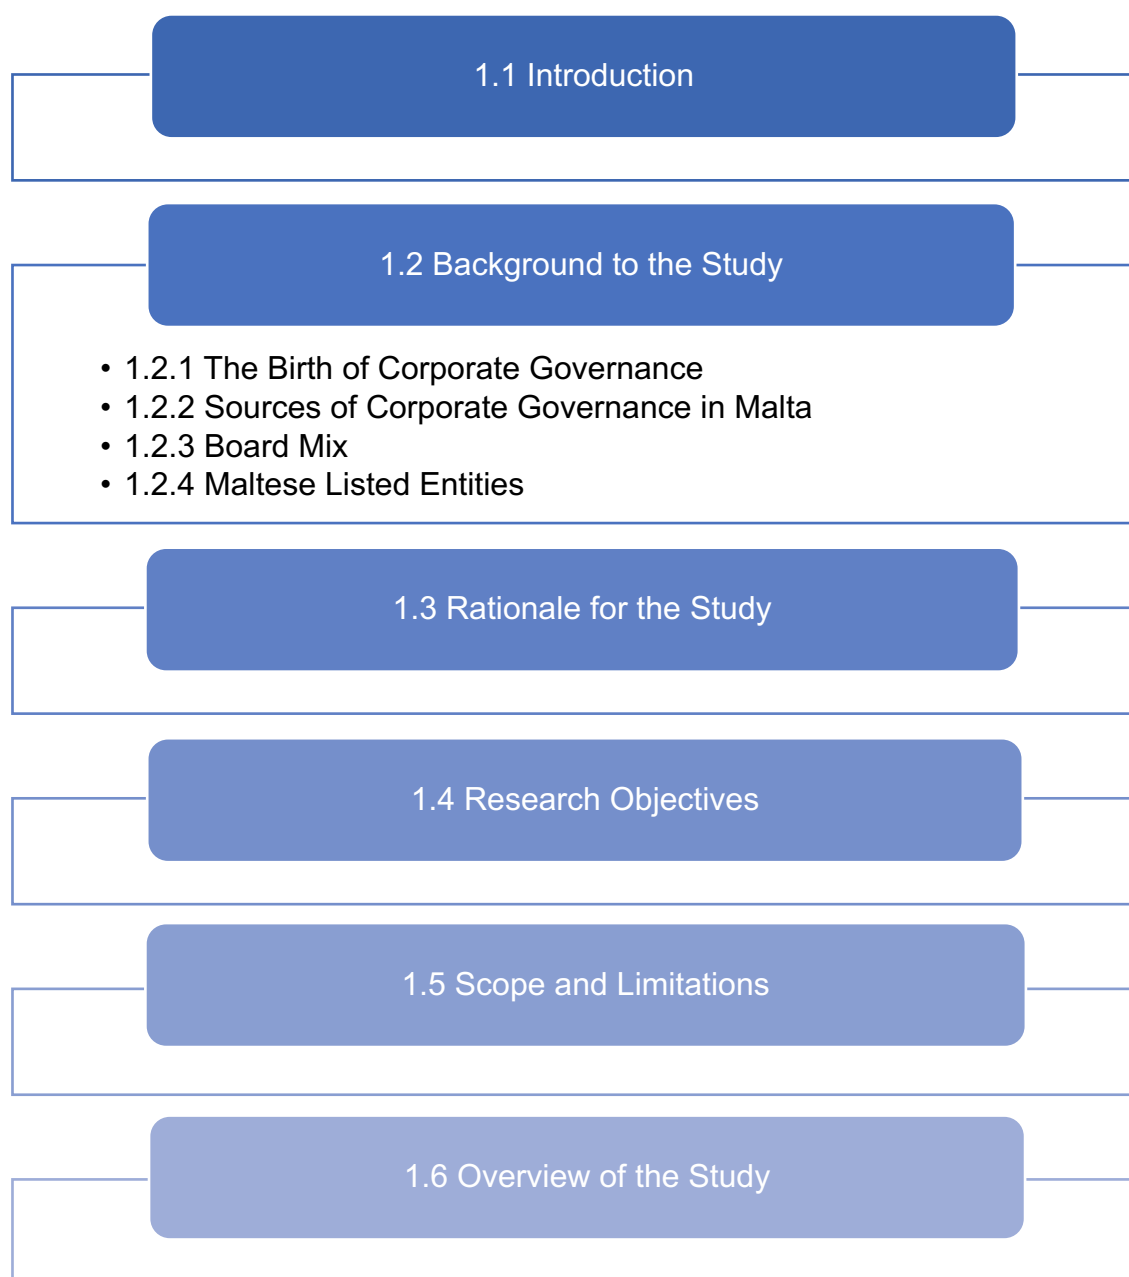 1.1 Introduction
1.2 Background to the Study
• 1.2.1 The Birth of Corporate Governance
• 1.2.2 Sources of Corporate Governance in Malta
• 1.2.3 Board Mix
• 1.2.4 Maltese Listed Entities
1.3 Rationale for the Study
1.4 Research Objectives
1.5 Scope and Limitations
1.6 Overview of the Study